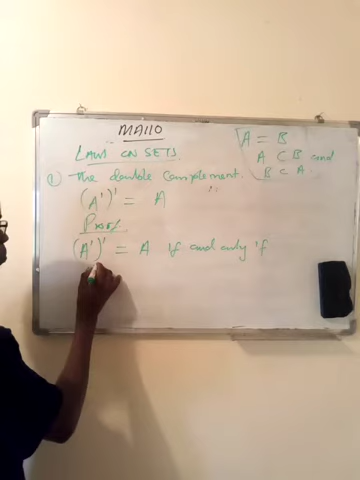 MA110
LAWS ON SETS.
① The double Complement.
(A')' = A
Proof
(A')' = A if and only if
A = B
A ⊂ B and
B ⊂ A.